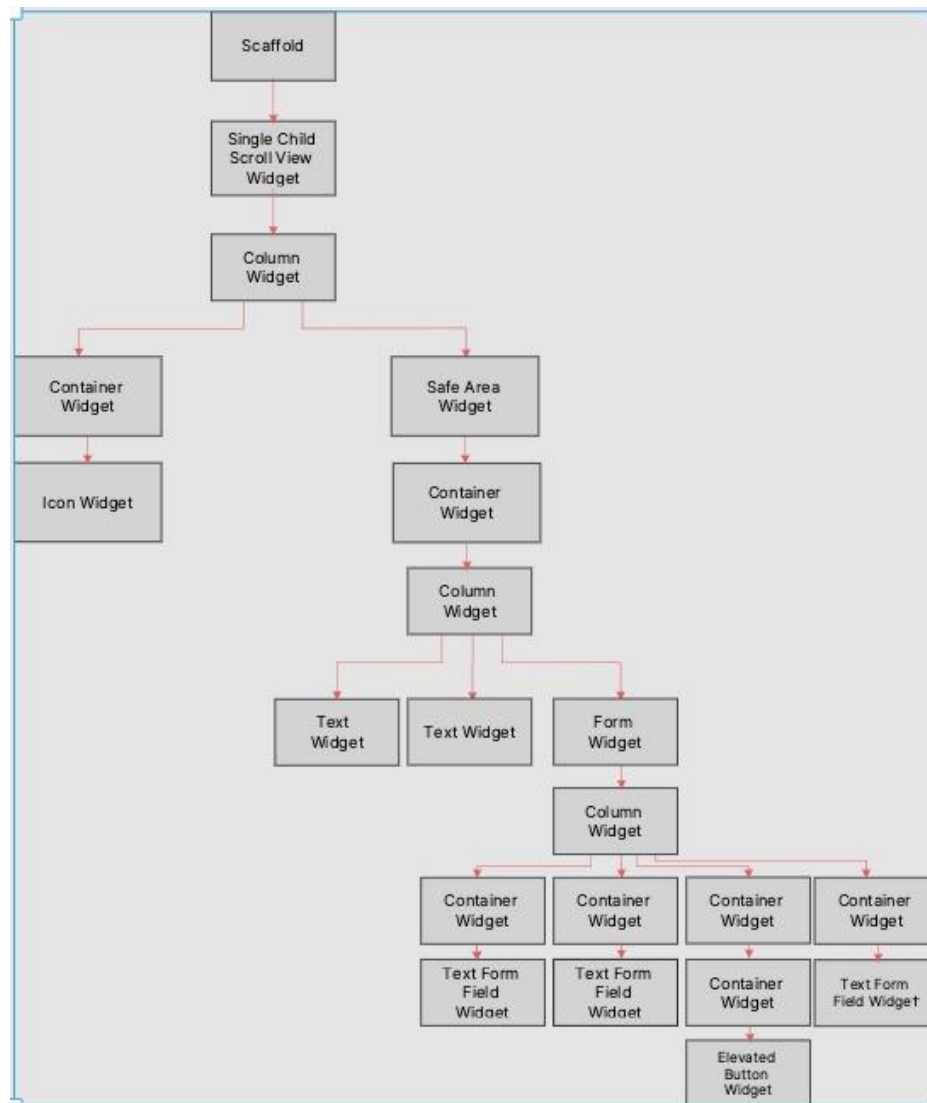 Scaffold
Single Child
Scroll View
Widget
Column
Widget
Container
Widget
Safe Area
Widget
Icon Widget
Container
Widget
Column
Widget
Text
Widget
Text Widget
Form
Widget
Column
Widget
Container
Widget
Container
Widget
Container
Widget
Container
Widget
Text Form
Field
Widget
Text Form
Field
Widget
Container
Widget
Text Form
Field Widget
Elevated
Button
Widget